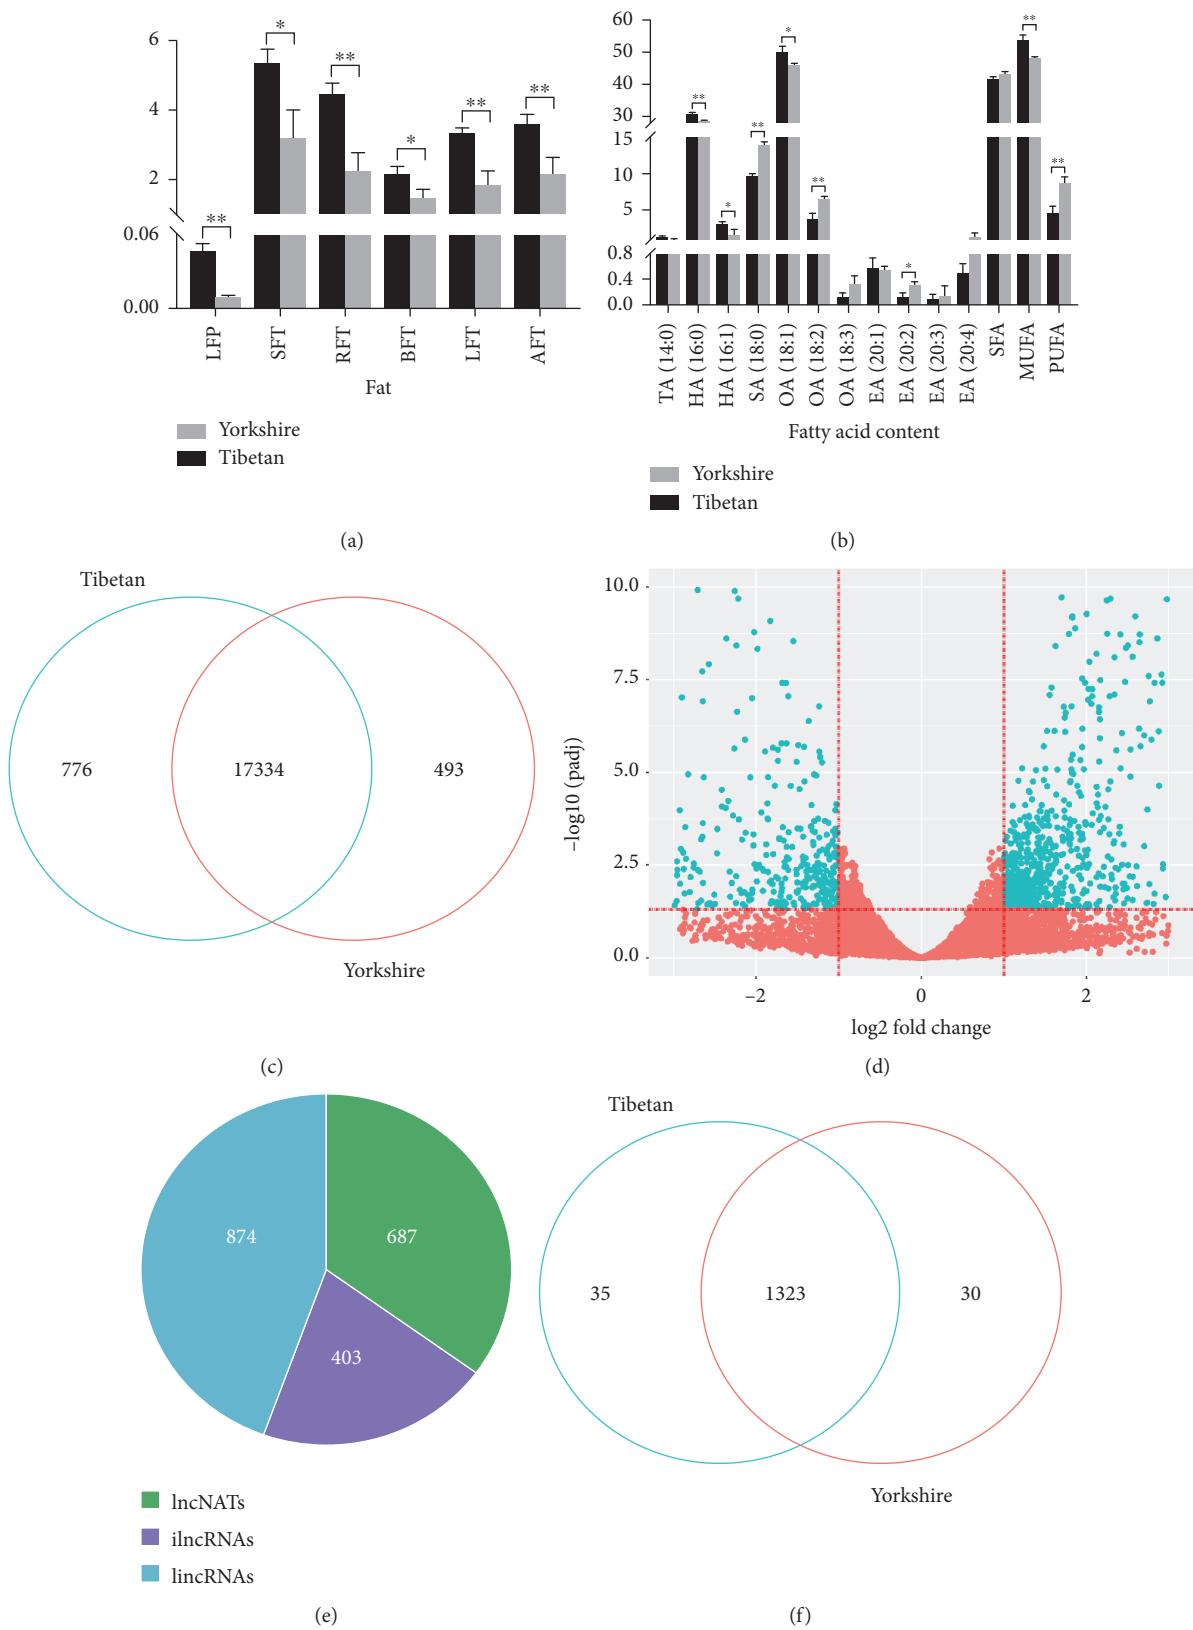 6
4
2
0.06
0.00
*
**
**
*
**
**
LFP
SFT
RFT
BFT
LFT
AFT
Fat
Yorkshire
Tibetan
(a)
60
50
40
30
15
10
5
0.8
0.4
0.0
**
*
**
*
**
*
**
**
TA (14:0)
HA (16:0)
HA (16:1)
SA (18:0)
OA (18:1)
OA (18:2)
OA (18:3)
EA (20:1)
EA (20:2)
EA (20:3)
EA (20:4)
SFA
MUFA
PUFA
Fatty acid content
Yorkshire
Tibetan
(b)
Tibetan
776
17334
493
Yorkshire
(c)
10.0
7.5
5.0
2.5
0.0
–log10 (padj)
–2
0
2
log2 fold change
(d)
874
687
403
lncNATs
ilncRNAs
lincRNAs
(e)
Tibetan
35
1323
30
Yorkshire
(f)